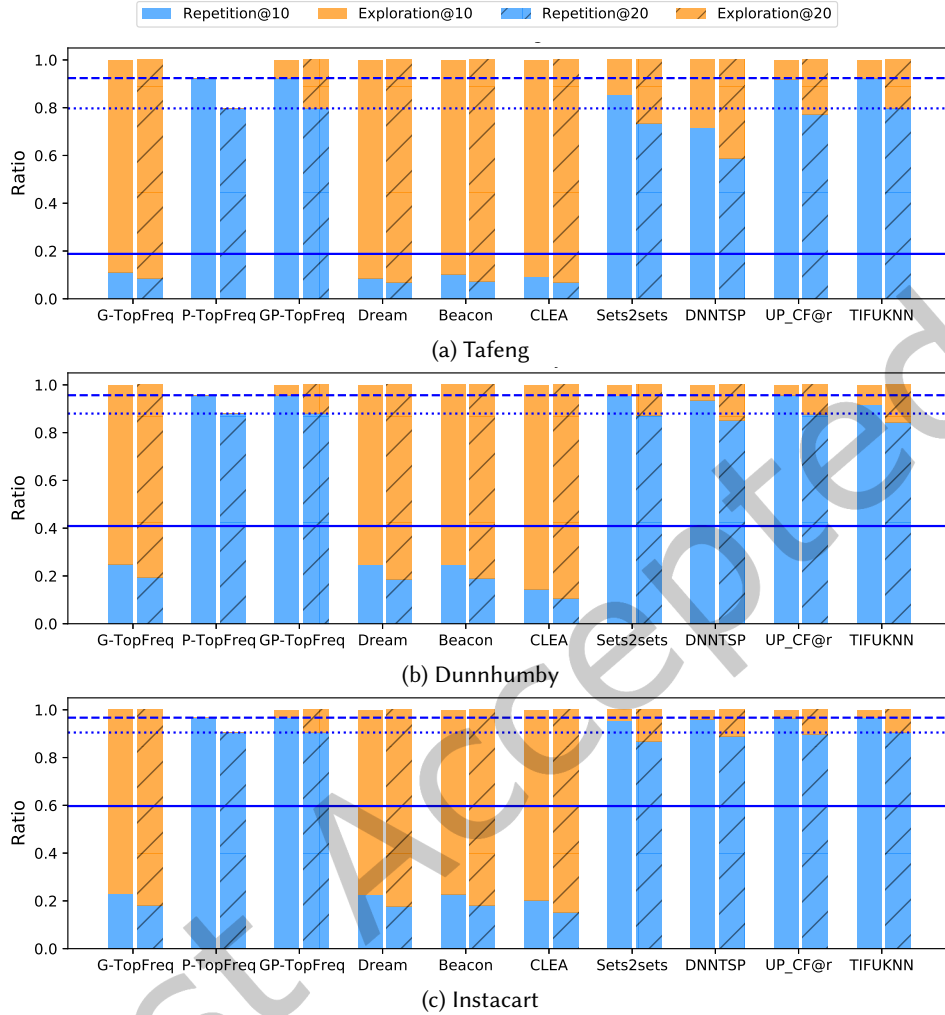 Repetition@10 Exploration@10 Repetition@20 Exploration@20
1.0
0.8
0.6
0.4
0.2
0.0
Ratio
G-TopFreq P-TopFreq GP-TopFreq Dream Beacon CLEA Sets2sets DNNTSP UP_CF@r TIFUKNN
(a) Tafeng
1.0
0.8
0.6
0.4
0.2
0.0
Ratio
G-TopFreq P-TopFreq GP-TopFreq Dream Beacon CLEA Sets2sets DNNTSP UP_CF@r TIFUKNN
(b) Dunnhumby
1.0
0.8
0.6
0.4
0.2
0.0
Ratio
G-TopFreq P-TopFreq GP-TopFreq Dream Beacon CLEA Sets2sets DNNTSP UP_CF@r TIFUKNN
(c) Instacart
Accepted